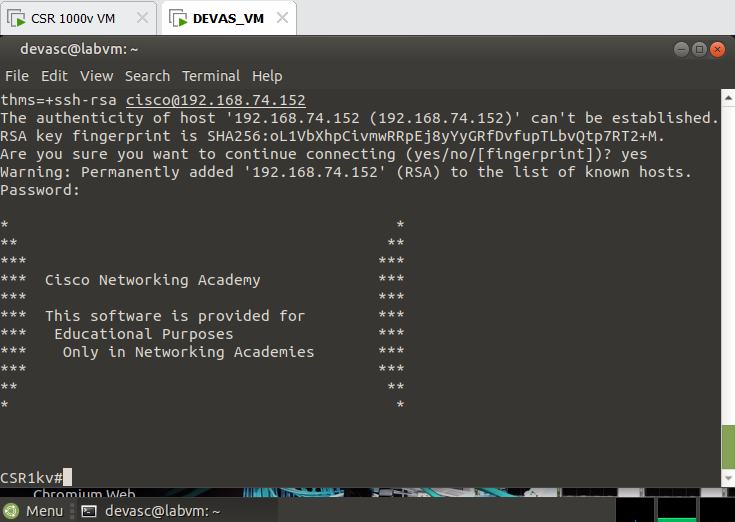 CSR 1000v VM
DEVAS_VM
devasc@labvm: ~
File Edit View Search Terminal Help
thms=+ssh-rsa cisco@192.168.74.152
The authenticity of host '192.168.74.152 (192.168.74.152)' can't be established.
RSA key fingerprint is SHA256:oL1VbXhpCivmwRRpEj8yYyGRfDvfupTLbvQtp7RT2+M.
Are you sure you want to continue connecting (yes/no/[fingerprint])? yes
Warning: Permanently added '192.168.74.152' (RSA) to the list of known hosts.
Password:
* *
** **
*** ***
*** Cisco Networking Academy ***
*** ***
*** This software is provided for ***
*** Educational Purposes ***
*** Only in Networking Academies ***
*** ***
** **
* *
CSR1kv#
Chromium Web
Menu devasc@labvm: ~